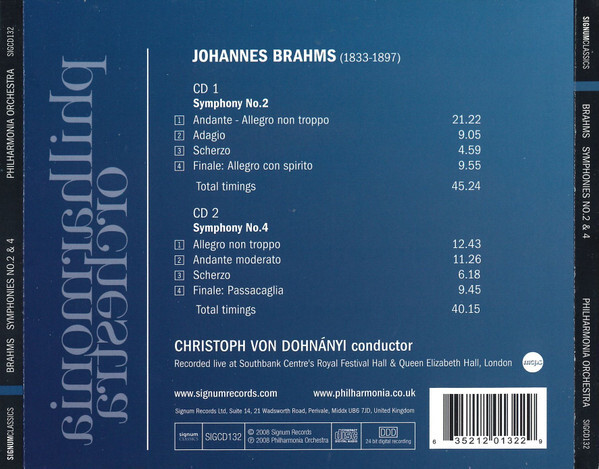 SIGCD132
PHILHARMONIA ORCHESTRA
BRAHMS SYMPHONIES NO.2 & 4
SIGNUMCLASSICS
philharmonia
orchestra
JOHANNES BRAHMS (1833-1897)
CD 1
Symphony No.2
1 Andante - Allegro non troppo 21.22
2 Adagio 9.05
3 Scherzo 4.59
4 Finale: Allegro con spirito 9.55
Total timings 45.24
CD 2
Symphony No.4
1 Allegro non troppo 12.43
2 Andante moderato 11.26
3 Scherzo 6.18
4 Finale: Passacaglia 9.45
Total timings 40.15
CHRISTOPH VON DOHNÁNYI conductor
Recorded live at Southbank Centre's Royal Festival Hall & Queen Elizabeth Hall, London
www.signumrecords.com www.philharmonia.co.uk
Signum Records Ltd, Suite 14, 21 Wadsworth Road, Perivale, Middx UB6 7JD, United Kingdom
signum CLASSICS
SIGCD132
℗ 2008 Signum Records
© 2008 Philharmonia Orchestra
COMPACT disc DIGITAL AUDIO
DDD
24-bit digital recording
6 35212 01322 9
SIGNUMCLASSICS
BRAHMS SYMPHONIES NO.2 & 4
PHILHARMONIA ORCHESTRA
SIGCD132